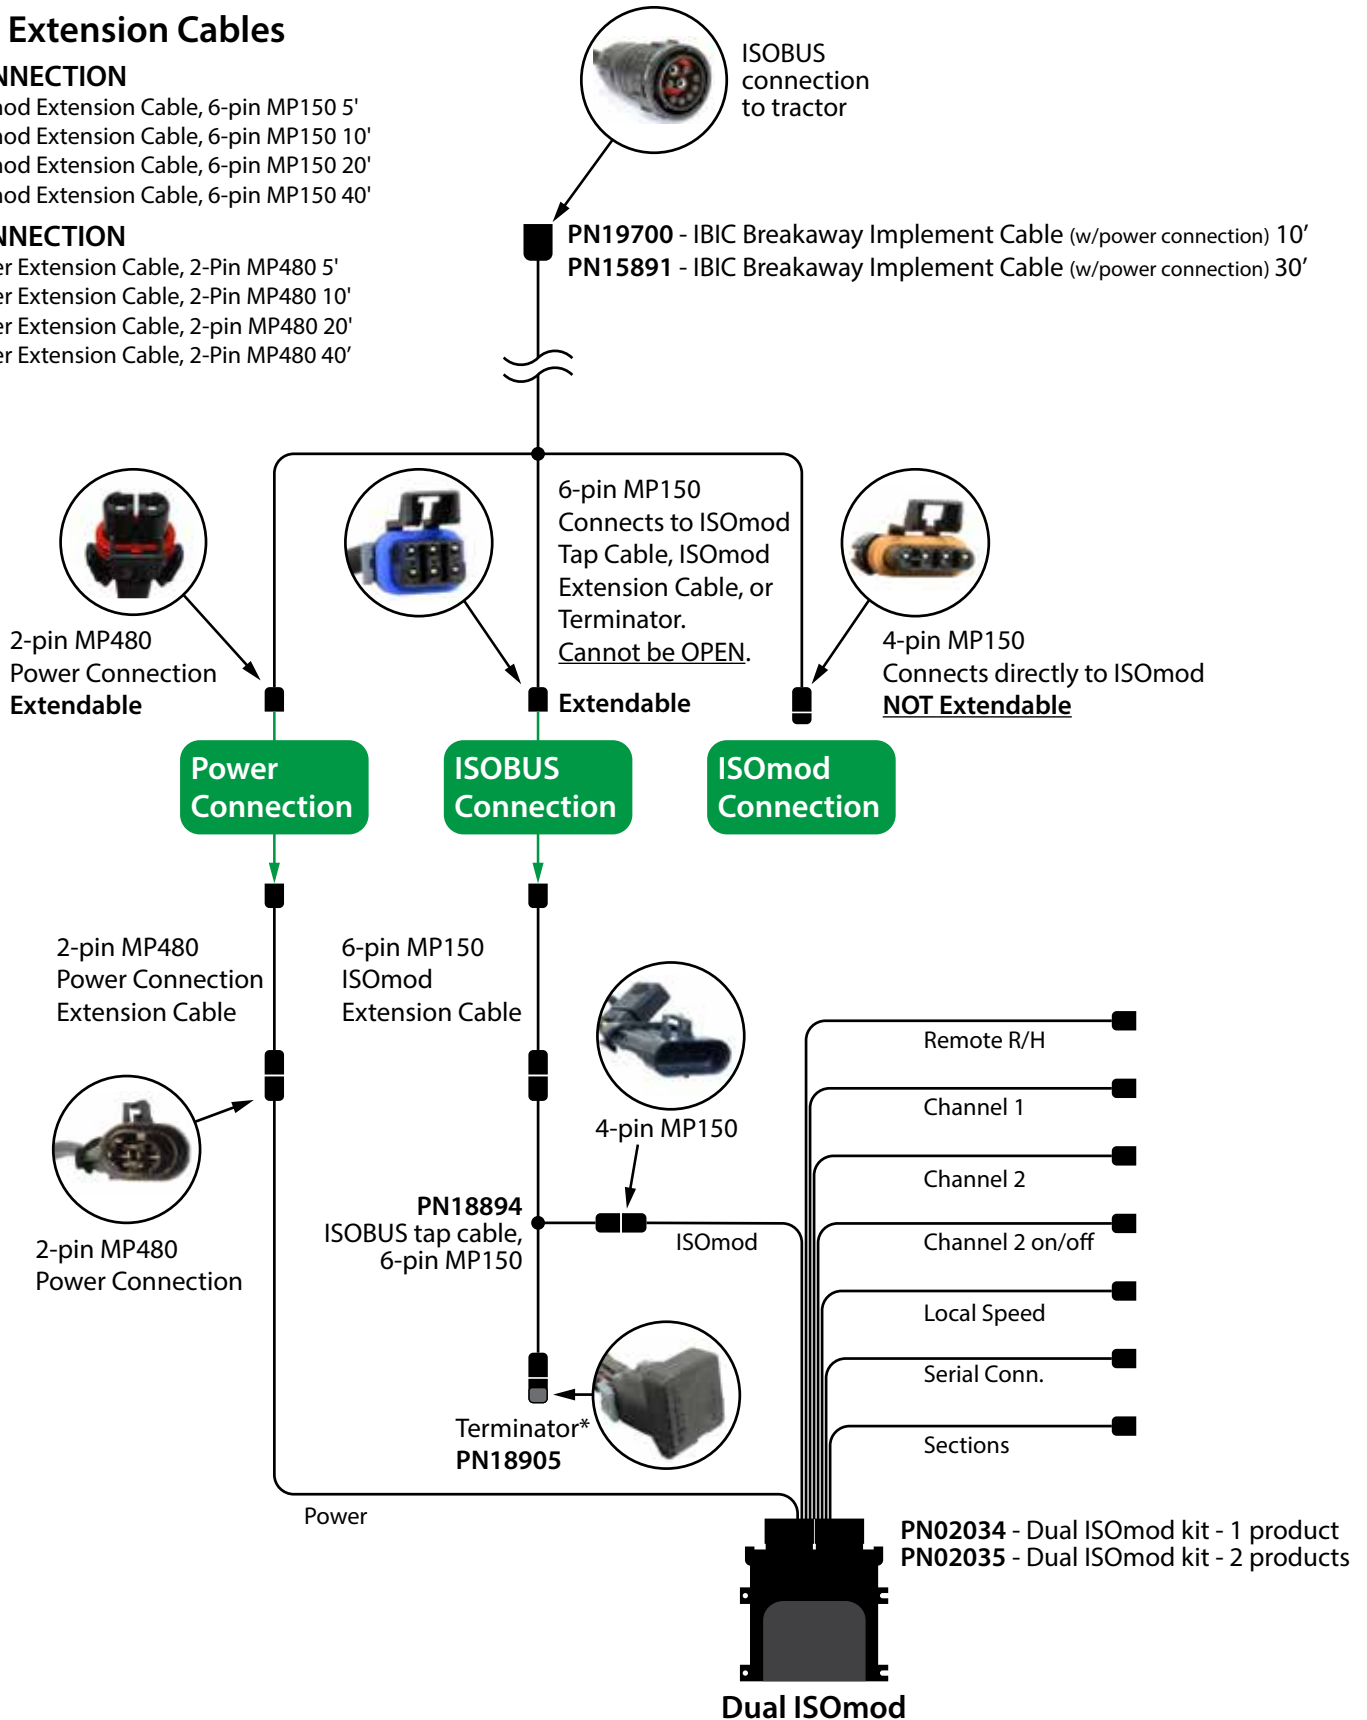 Extension Cables
NNECTION
nod Extension Cable, 6-pin MP150 5'
nod Extension Cable, 6-pin MP150 10'
nod Extension Cable, 6-pin MP150 20'
nod Extension Cable, 6-pin MP150 40'
NNECTION
er Extension Cable, 2-Pin MP480 5'
er Extension Cable, 2-Pin MP480 10'
er Extension Cable, 2-pin MP480 20'
er Extension Cable, 2-Pin MP480 40’
ISOBUS
connection
to tractor
PN19700 - IBIC Breakaway Implement Cable (w/power connection) 10’
PN15891 - IBIC Breakaway Implement Cable (w/power connection) 30’
2-pin MP480
Power Connection
Extendable
6-pin MP150
Connects to ISOmod
Tap Cable, ISOmod
Extension Cable, or
Terminator.
Cannot be OPEN.
Extendable
4-pin MP150
Connects directly to ISOmod
NOT Extendable
Power
Connection
ISOBUS
Connection
ISOmod
Connection
2-pin MP480
Power Connection
Extension Cable
6-pin MP150
ISOmod
Extension Cable
4-pin MP150
2-pin MP480
Power Connection
PN18894
ISOBUS tap cable,
6-pin MP150
ISOmod
Terminator*
PN18905
Power
Remote R/H
Channel 1
Channel 2
Channel 2 on/off
Local Speed
Serial Conn.
Sections
PN02034 - Dual ISOmod kit - 1 product
PN02035 - Dual ISOmod kit - 2 products
Dual ISOmod